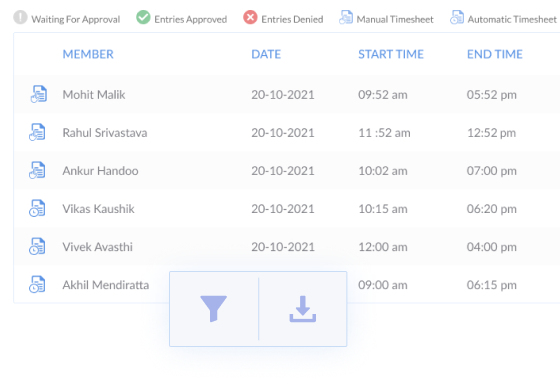 Waiting For Approval Entries Approved Entries Denied Manual Timesheet Automatic Timesheet
MEMBER DATE START TIME END TIME
Mohit Malik 20-10-2021 09:52 am 05:52 pm
Rahul Srivastava 20-10-2021 11 :52 am 12:52 pm
Ankur Handoo 20-10-2021 10:02 am 07:00 pm
Vikas Kaushik 20-10-2021 10:15 am 06:20 pm
Vivek Avasthi 20-10-2021 12:00 am 04:00 pm
Akhil Mendiratta 09:00 am 06:15 pm